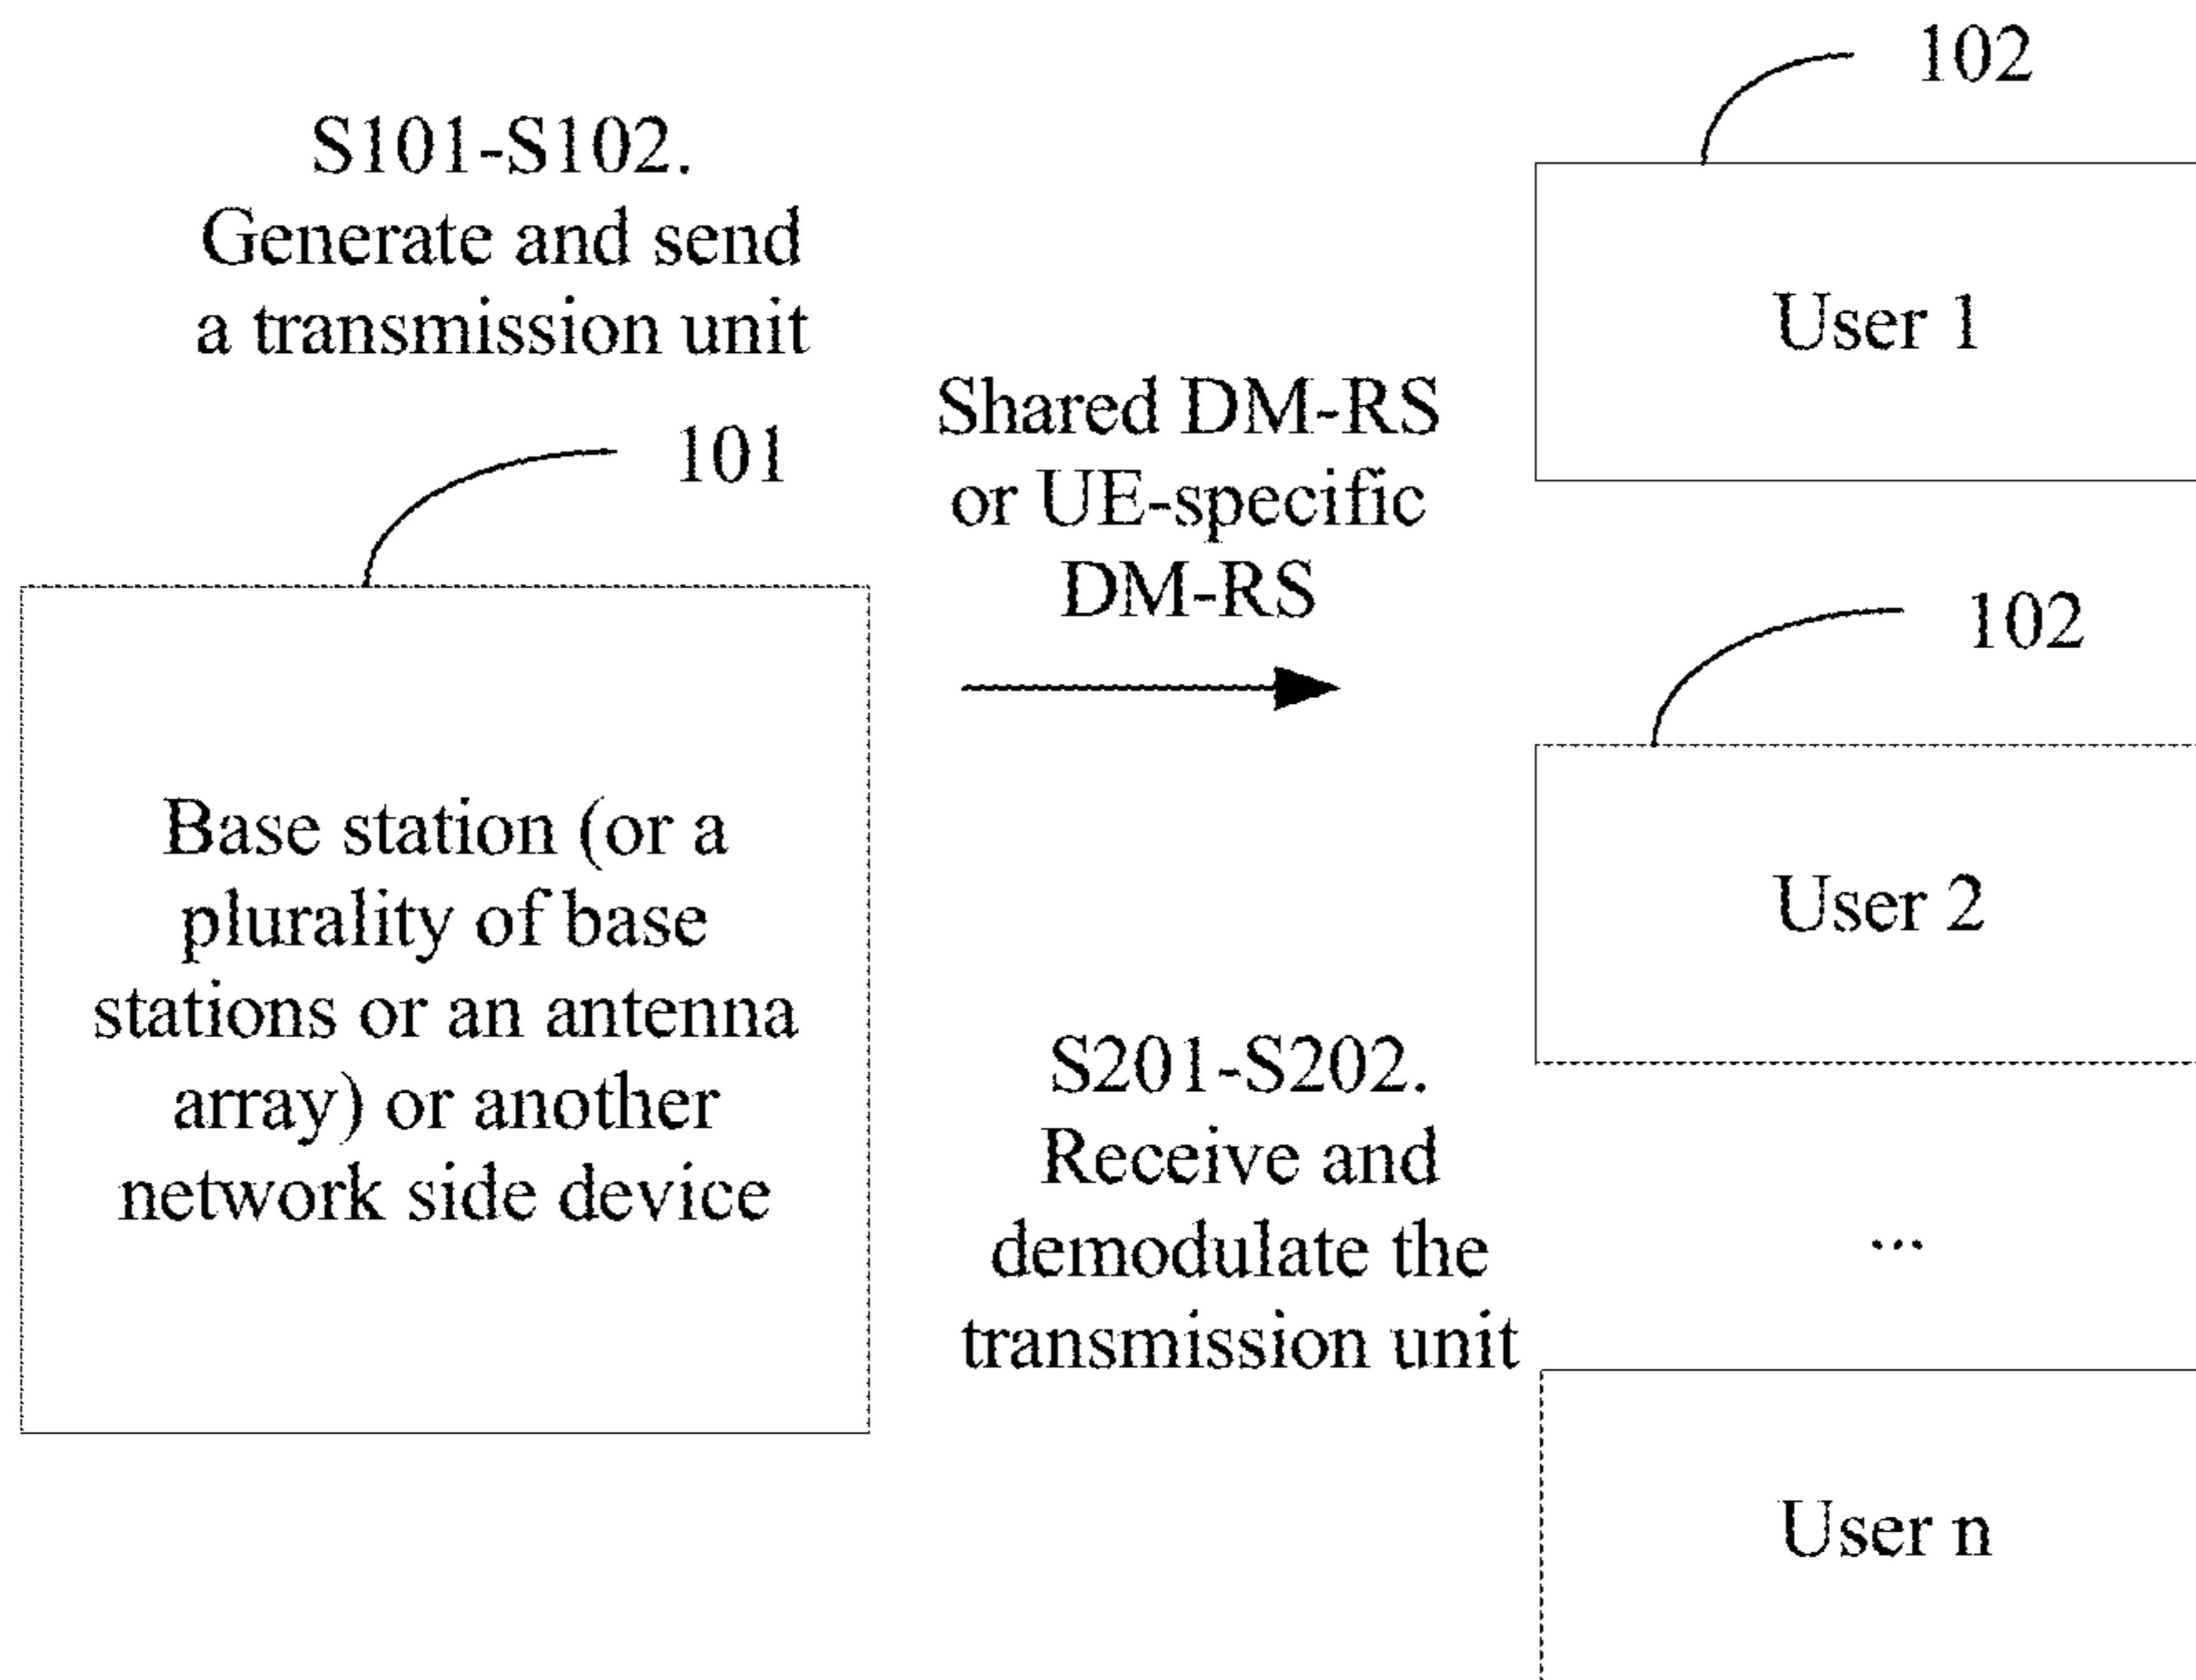 S101-S102.
Generate and send
a transmission unit
101
Base station (or a
plurality of base
stations or an antenna
array) or another
network side device
Shared DM-RS
or UE-specific
DM-RS
S201-S202.
Receive and
demodulate the
transmission unit
102
User 1
102
User 2
...
User n